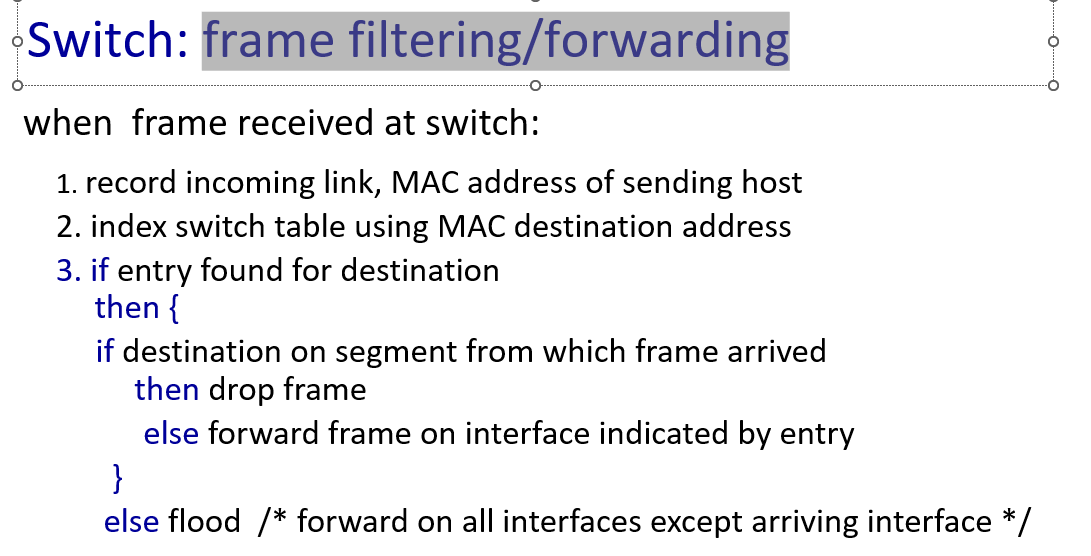 Switch: frame filtering/forwarding
when  frame received at switch:
1. record incoming link, MAC address of sending host
2. index switch table using MAC destination address
3. if entry found for destination
then {
if destination on segment from which frame arrived
then drop frame
else forward frame on interface indicated by entry
}
else flood  /* forward on all interfaces except arriving interface */